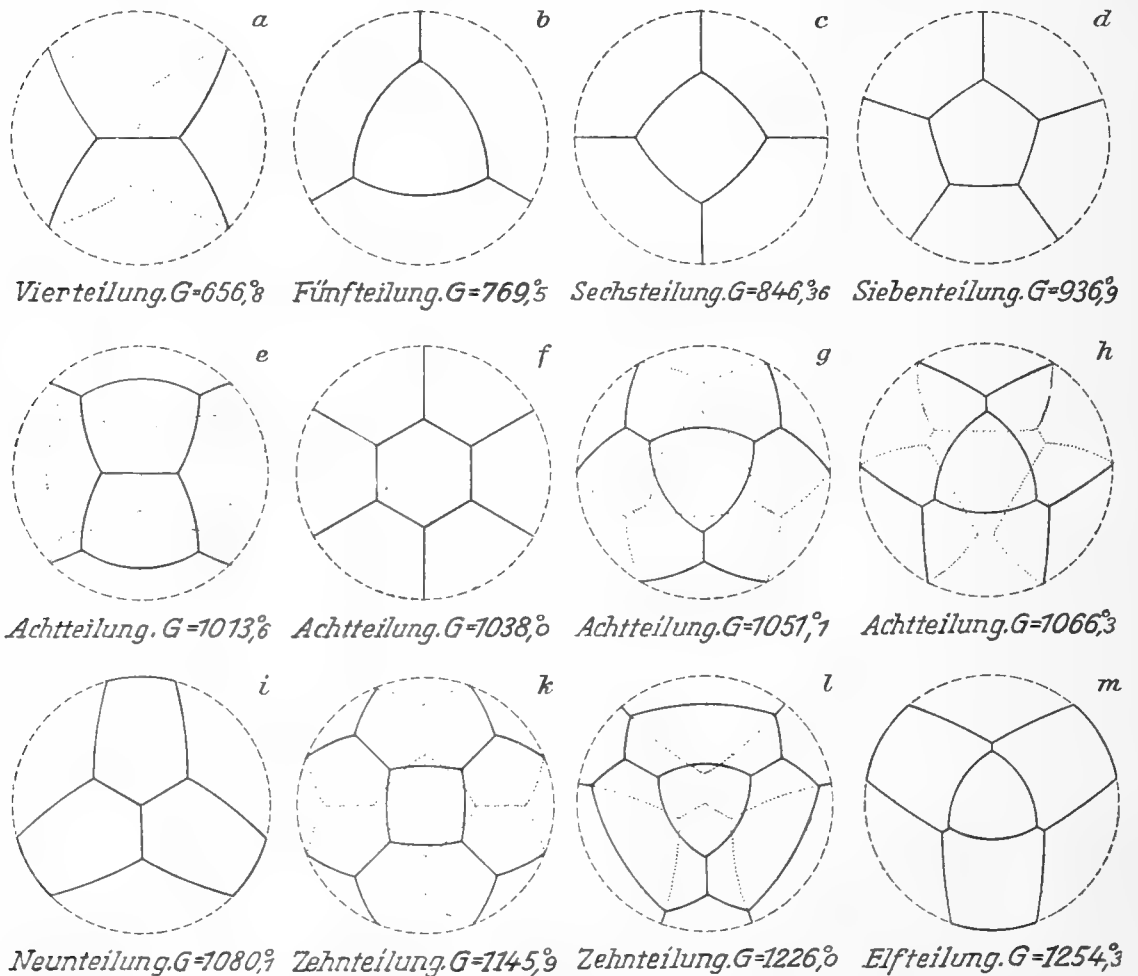 a
b
c
d
Vierteilung. G=656,°8
Fünfteilung. G=769,°5
Sechsteilung. G=846,°36
Siebenteilung. G=936,°9
e
f
g
h
Achtteilung. G=1013,°6
Achtteilung. G=1038,°0
Achtteilung. G=1051,°1
Achtteilung. G=1066,°3
i
k
l
m
Neunteilung. G=1080,°1
Zehnteilung. G=1145,°9
Zehnteilung. G=1226,°0
Elfteilung. G=1254,°3